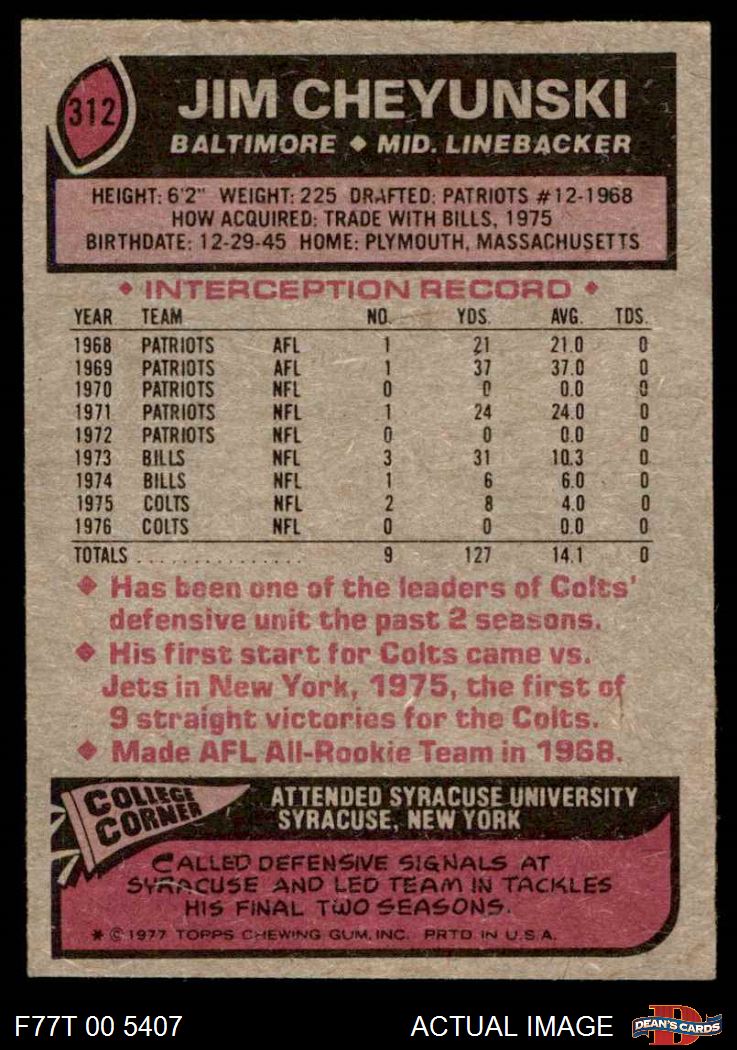 312
JIM CHEYUNSKI
BALTIMORE ◆ MID. LINEBACKER
HEIGHT: 6'2" WEIGHT: 225 DRAFTED: PATRIOTS #12-1968
HOW ACQUIRED: TRADE WITH BILLS, 1975
BIRTHDATE: 12-29-45 HOME: PLYMOUTH, MASSACHUSETTS
◆ INTERCEPTION RECORD ◆
YEAR TEAM NO. YDS. AVG. TDS.
1968 PATRIOTS AFL 1 21 21.0 0
1969 PATRIOTS AFL 1 37 37.0 0
1970 PATRIOTS NFL 0 0 0.0 0
1971 PATRIOTS NFL 1 24 24.0 0
1972 PATRIOTS NFL 0 0 0.0 0
1973 BILLS NFL 3 31 10.3 0
1974 BILLS NFL 1 6 6.0 0
1975 COLTS NFL 2 8 4.0 0
1976 COLTS NFL 0 0 0.0 0
TOTALS . . . . . . . . . . . . . . . . 9 127 14.1 0
◆ Has been one of the leaders of Colts'
defensive unit the past 2 seasons.
◆ His first start for Colts came vs.
Jets in New York, 1975, the first of
9 straight victories for the Colts.
◆ Made AFL All-Rookie Team in 1968.
COLLEGE
CORNER
ATTENDED SYRACUSE UNIVERSITY
SYRACUSE, NEW YORK
CALLED DEFENSIVE SIGNALS AT
SYRACUSE AND LED TEAM IN TACKLES
HIS FINAL TWO SEASONS.
* © 1977 TOPPS CHEWING GUM, INC. PRTD. IN U.S.A.
F77T 00 5407 ACTUAL IMAGE
DEAN'S CARDS